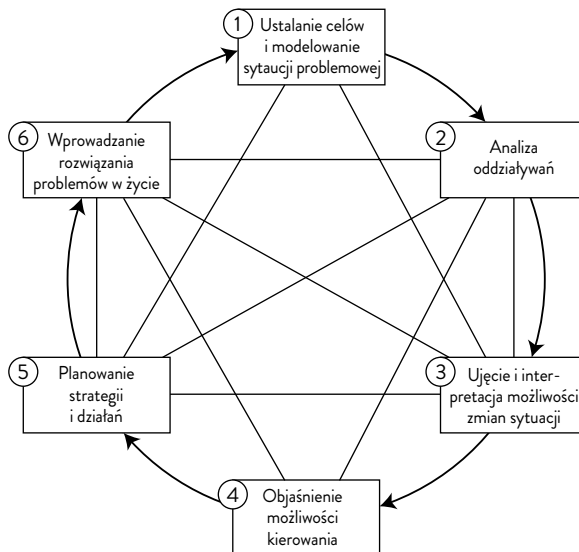 1
Ustalanie celów
i modelowanie
sytaucji problemowej
2
Analiza
oddziaływań
3
Ujęcie i inter-
pretacja możliwości
zmian sytuacji
4
Objaśnienie
możliwości
kierowania
5
Planowanie
strategii
i działań
6
Wprowadzanie
rozwiązania
problemów w życie